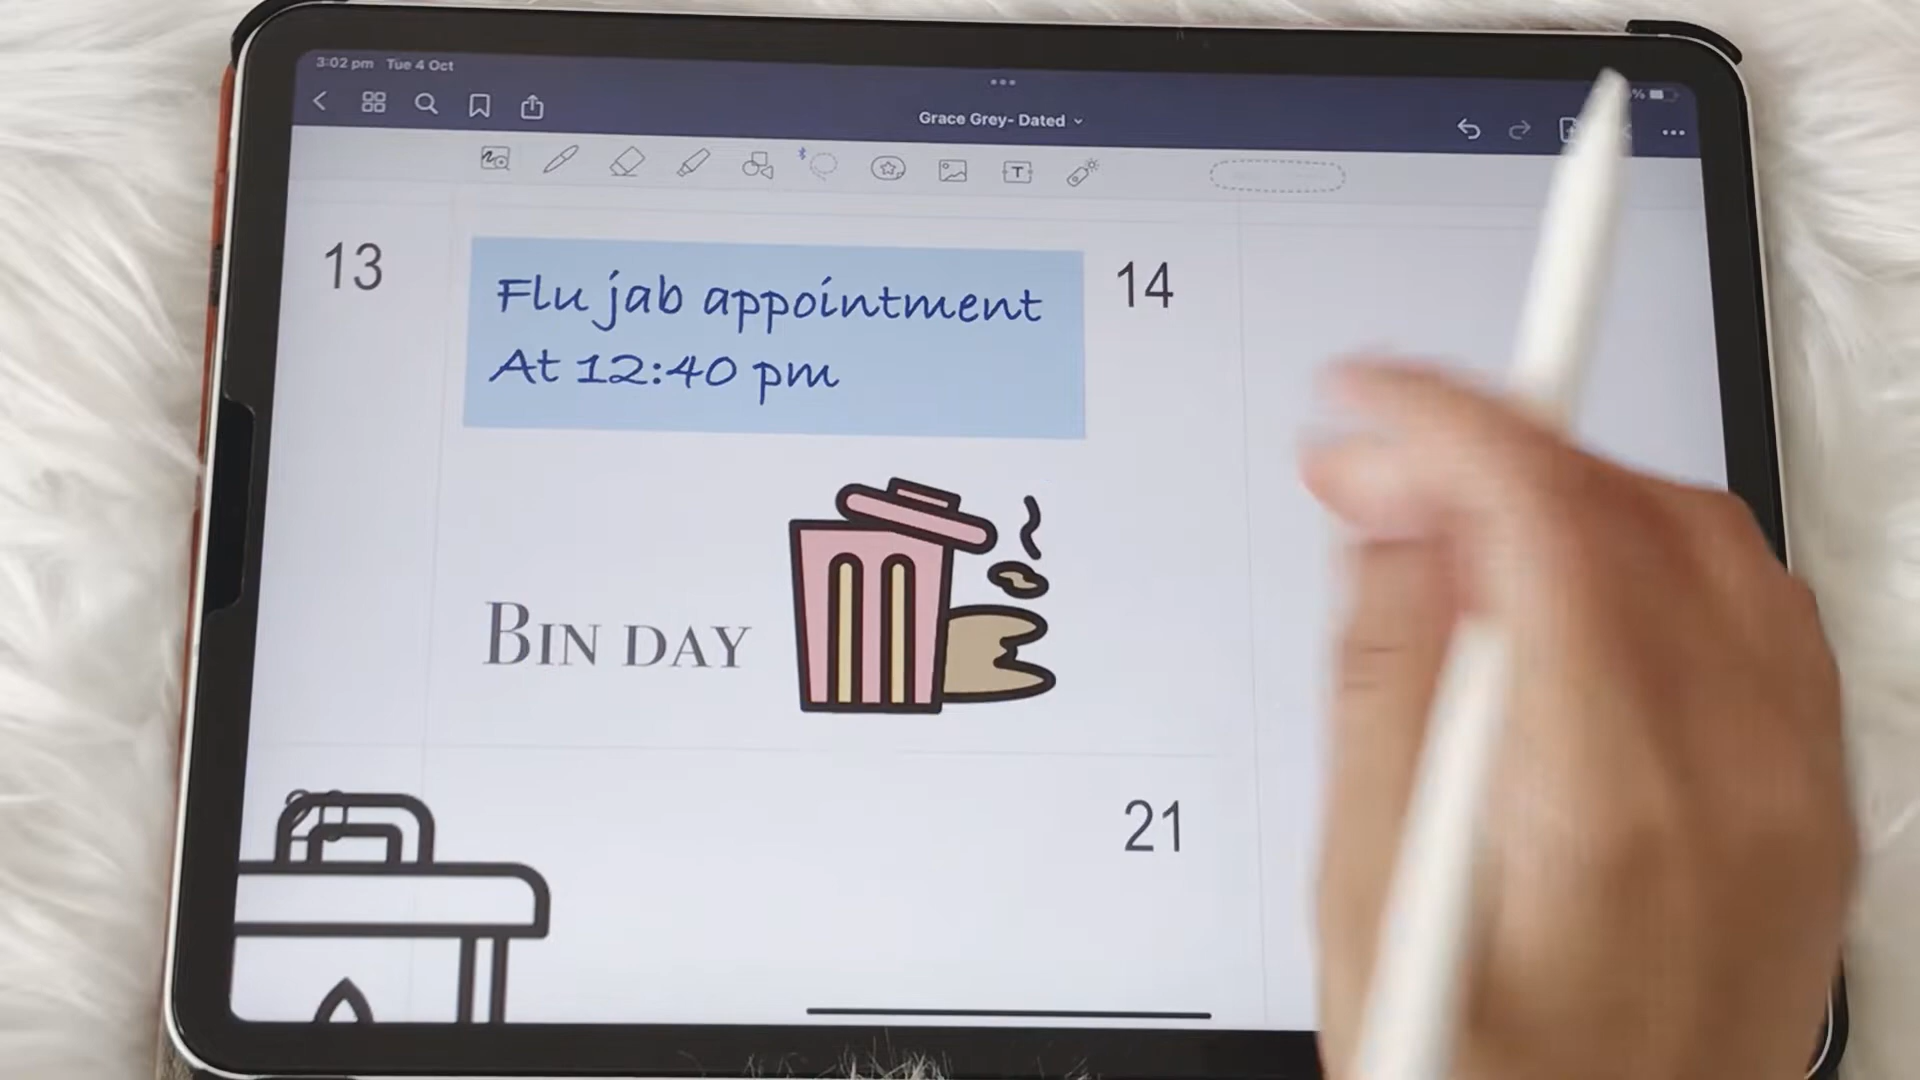 3:02 pm Tue 4 Oct
Grace Grey- Dated
T
13
Flu jab appointment
At 12:40 pm
14
BIN DAY
21